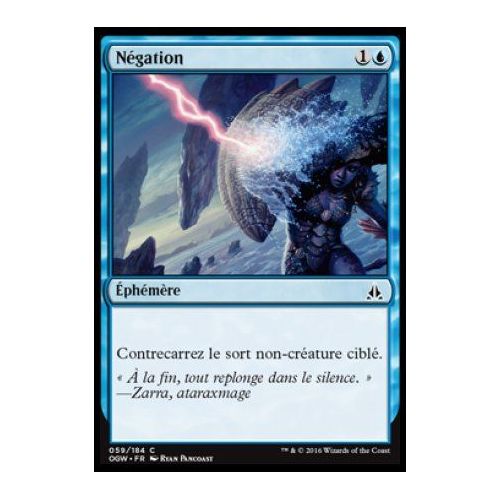 Négation 1
Éphémère
Contrecarrez le sort non-créature ciblé.
« À la fin, tout replonge dans le silence. »
—Zarra, ataraxmage
059/184 C
OGW • FR Ryan Pancoast
™ & © 2016 Wizards of the Coast